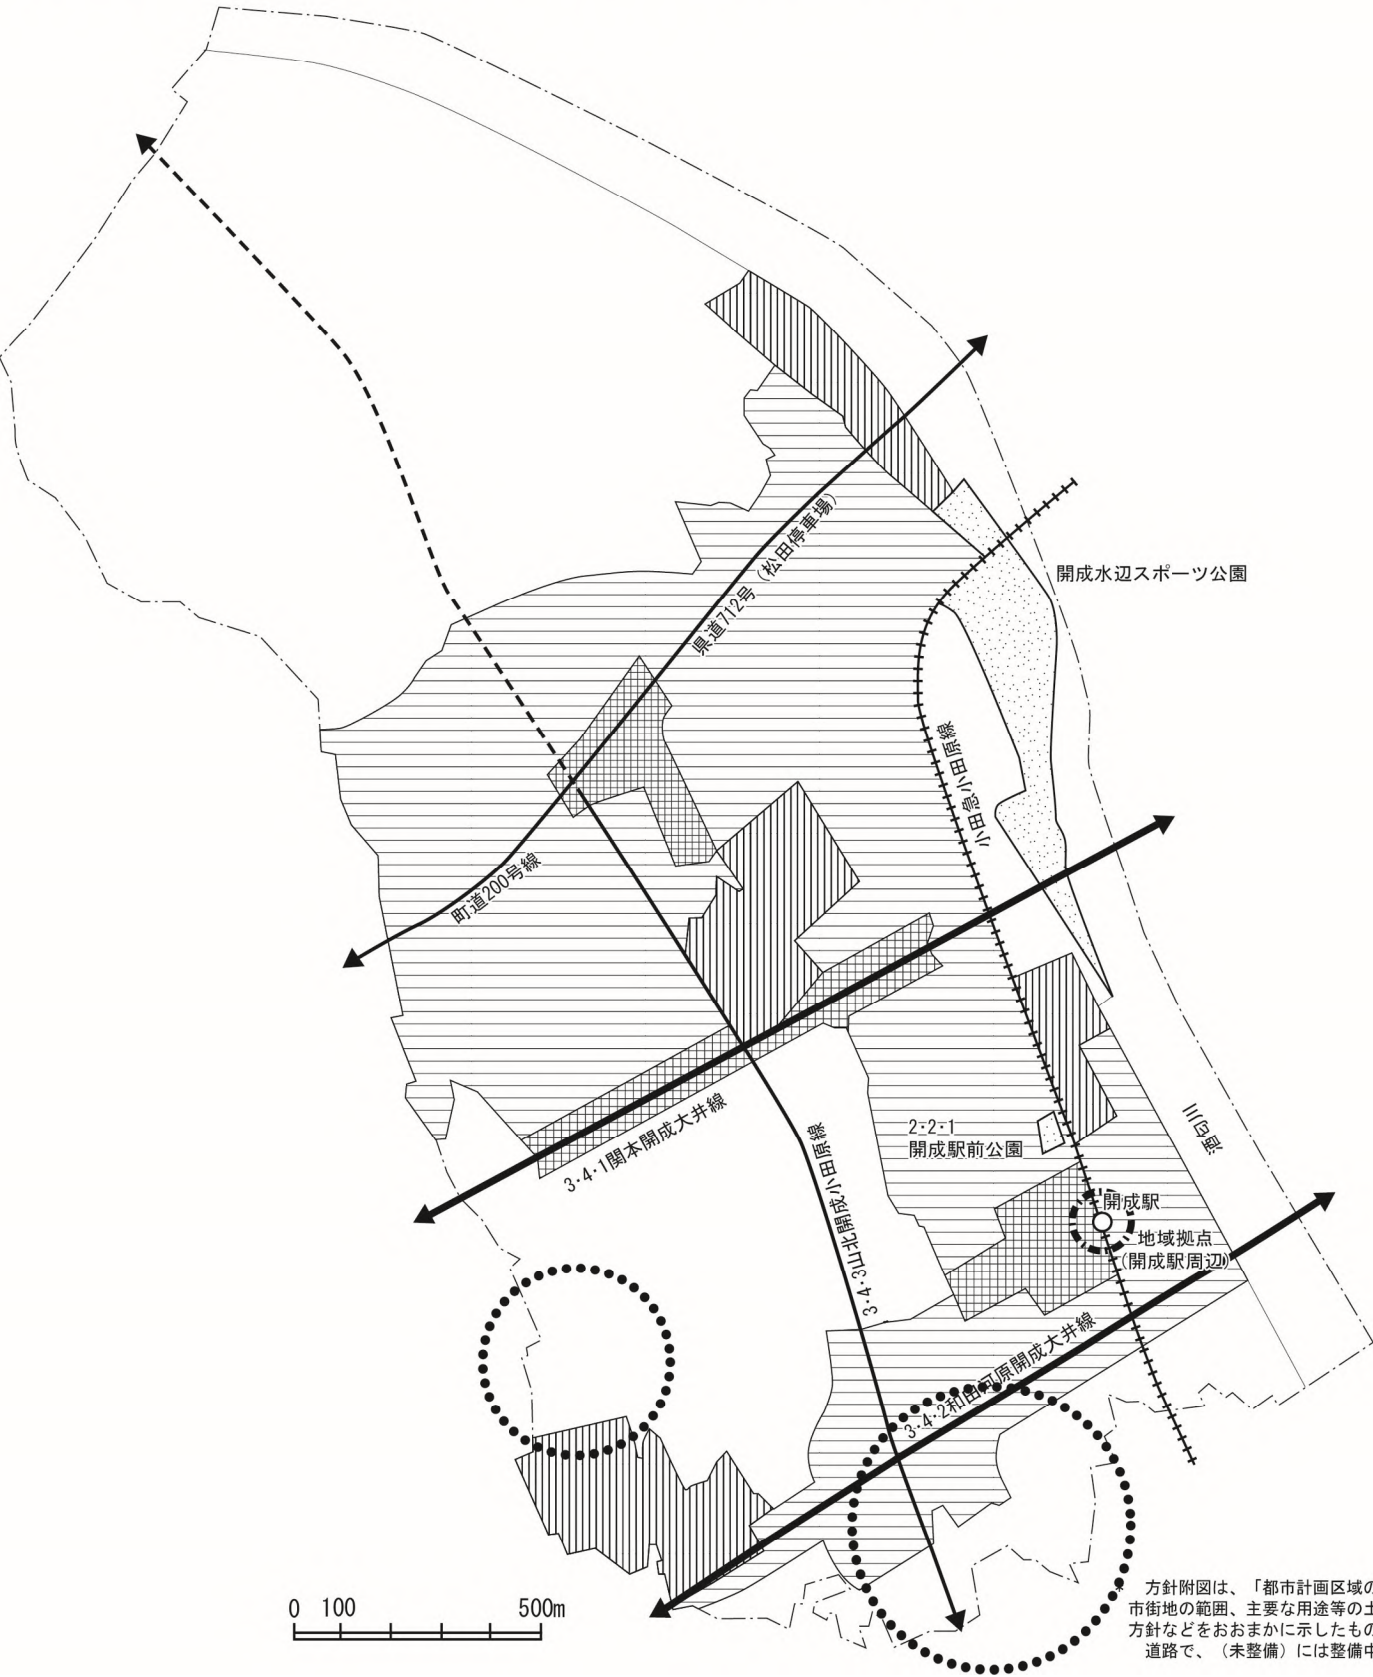 県道712号（松田停車場）
開成水辺スポーツ公園
小田急小田原線
町道200号線
3・4・1関本開成大井線
3・4・3山北開成小田原線
2・2・1
開成駅前公園
酒匂川
開成駅
地域拠点
（開成駅周辺）
3・4・2和田河原開成大井線
0 100 500m
* 方針附図は、「都市計画区域の
市街地の範囲、主要な用途等の土
方針などをおおまかに示したもの
道路で、（未整備）には整備中